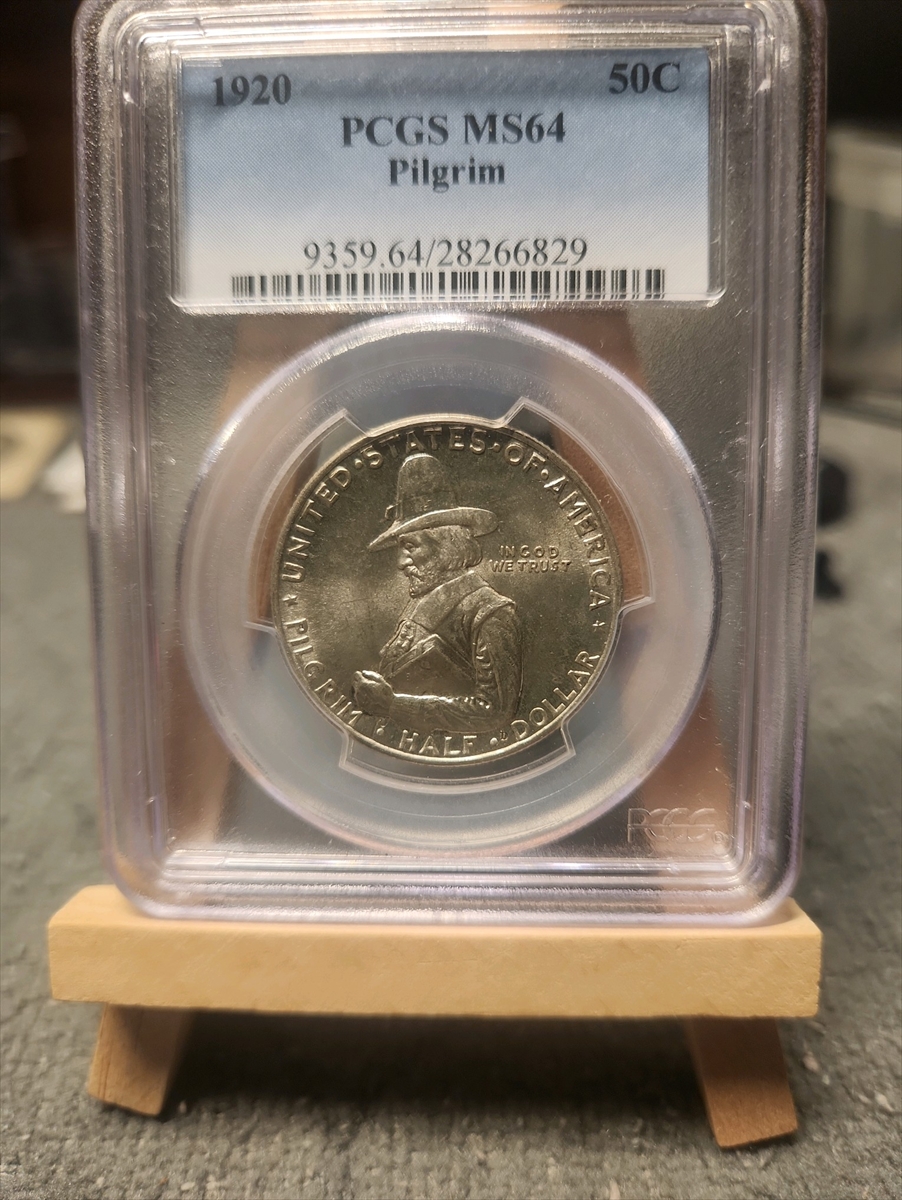 1920 50C
PCGS MS64
Pilgrim
9359.64/28266829
UNITED·STATES·OF·AMERICA
IN GOD
WE TRUST
PILGRIM HALF DOLLAR
PCGS